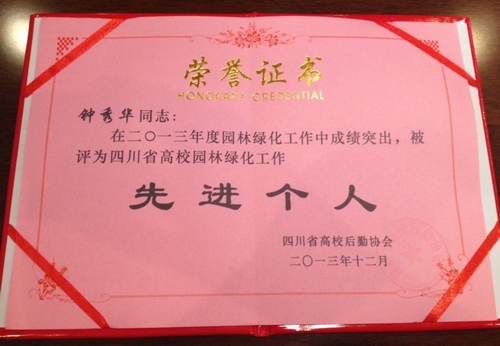 荣誉证书
HONORARY CREDENTIAL
钟秀华同志：
在二〇一三年度园林绿化工作中成绩突出，被
评为四川省高校园林绿化工作
先进个人
四川省高校后勤协会
二〇一三年十二月